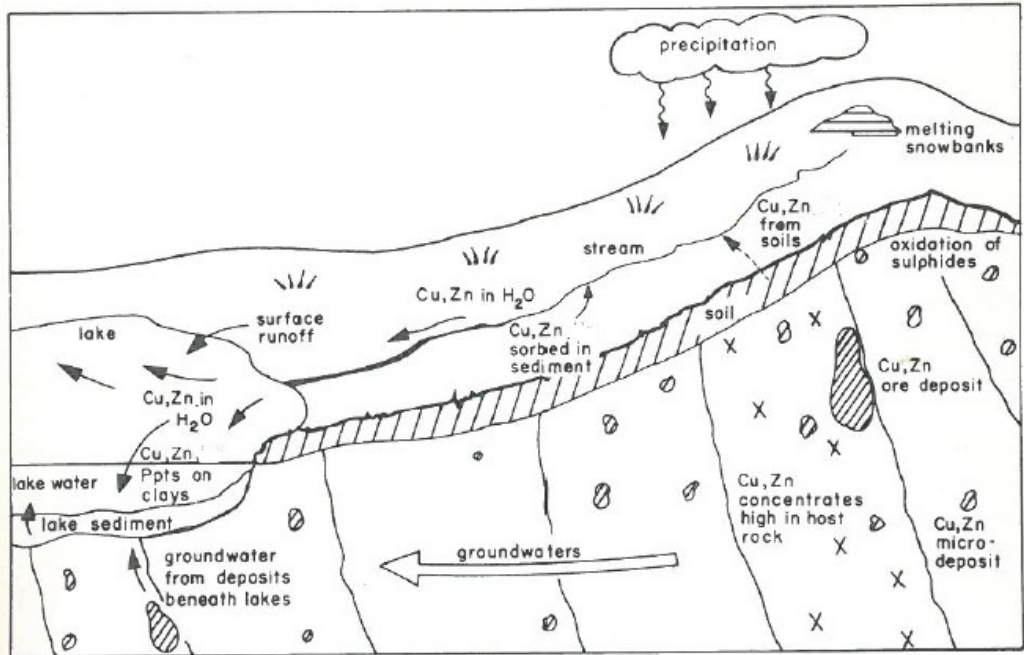 precipitation
melting
snowbanks
Cu,Zn
from
soils
oxidation of
sulphides
stream
Cu,Zn in H₂O
surface
runoff
lake
soil
Cu,Zn
sorbed in
sediment
Cu,Zn
ore deposit
Cu,Zn in
H₂O
Cu,Zn
Ppts on
clays
lake water
lake sediment
Cu,Zn
concentrates
high in host
rock
Cu,Zn
micro-
deposit
groundwaters
groundwater
from deposits
beneath lakes